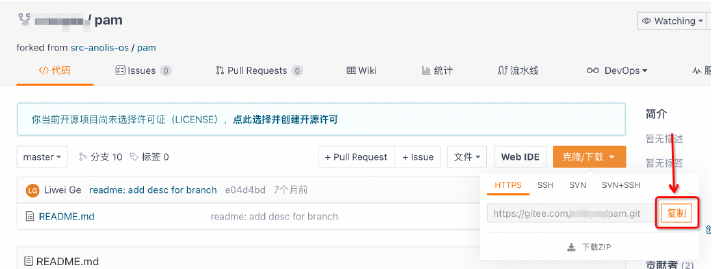 / pam
Watching
forked from src-anolis-os / pam
代码
Issues 0
Pull Requests 0
Wiki
统计
流水线
DevOps
服
你当前开源项目尚未选择许可证（LICENSE），点此选择并创建开源许可
简介
暂无描述
暂无标签
master
分支 10
标签 0
+ Pull Request
+ Issue
文件
Web IDE
克隆/下载
HTTPS
SSH
SVN
SVN+SSH
LG
Liwei Ge
readme: add desc for branch
e04d4bd
7个月前
https://gitee.com/
pam.git
复制
README.md
readme: add desc for branch
下载ZIP
README.md
贡献者 (2)